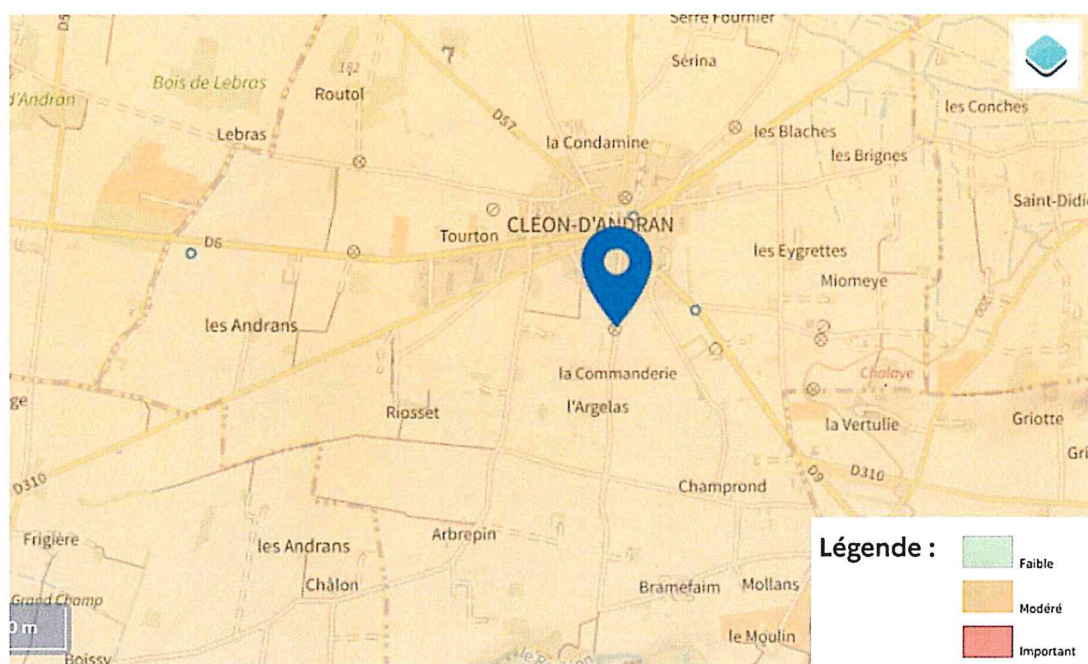 Serre Fournier
Sérina
Bois de Lebras
182
Routol
d'Andran
D57
les Conches
Lebras
la Condamine
les Blaches
les Brignes
Saint-Didi
CLÉON-D'ANDRAN
Tourton
D6
les Eygrettes
Miomeye
les Andrans
la Commanderie
Chalaye
l'Argelas
Riosset
la Vertulie
Griotte
Gri
D310
D9
D310
Champrond
Frigière
les Andrans
Arbrepin
Légende :
Faible
Châlon
Bramefaim
Mollans
Modéré
Grand Champ
0 m
le Moulin
Important
Boissy